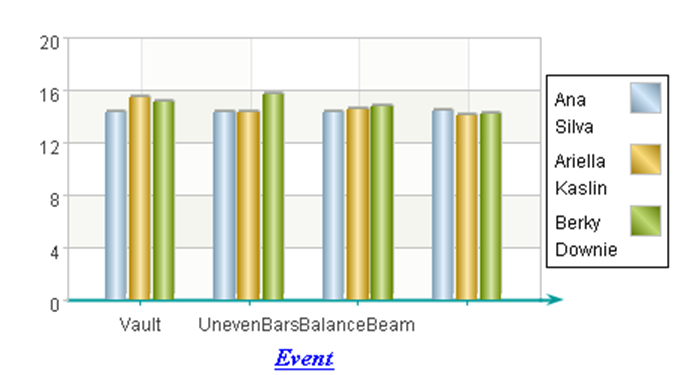 20
16
12
8
4
0
Vault UnevenBarsBalanceBeam
Event
Ana
Silva
Ariella
Kaslin
Berky
Downie